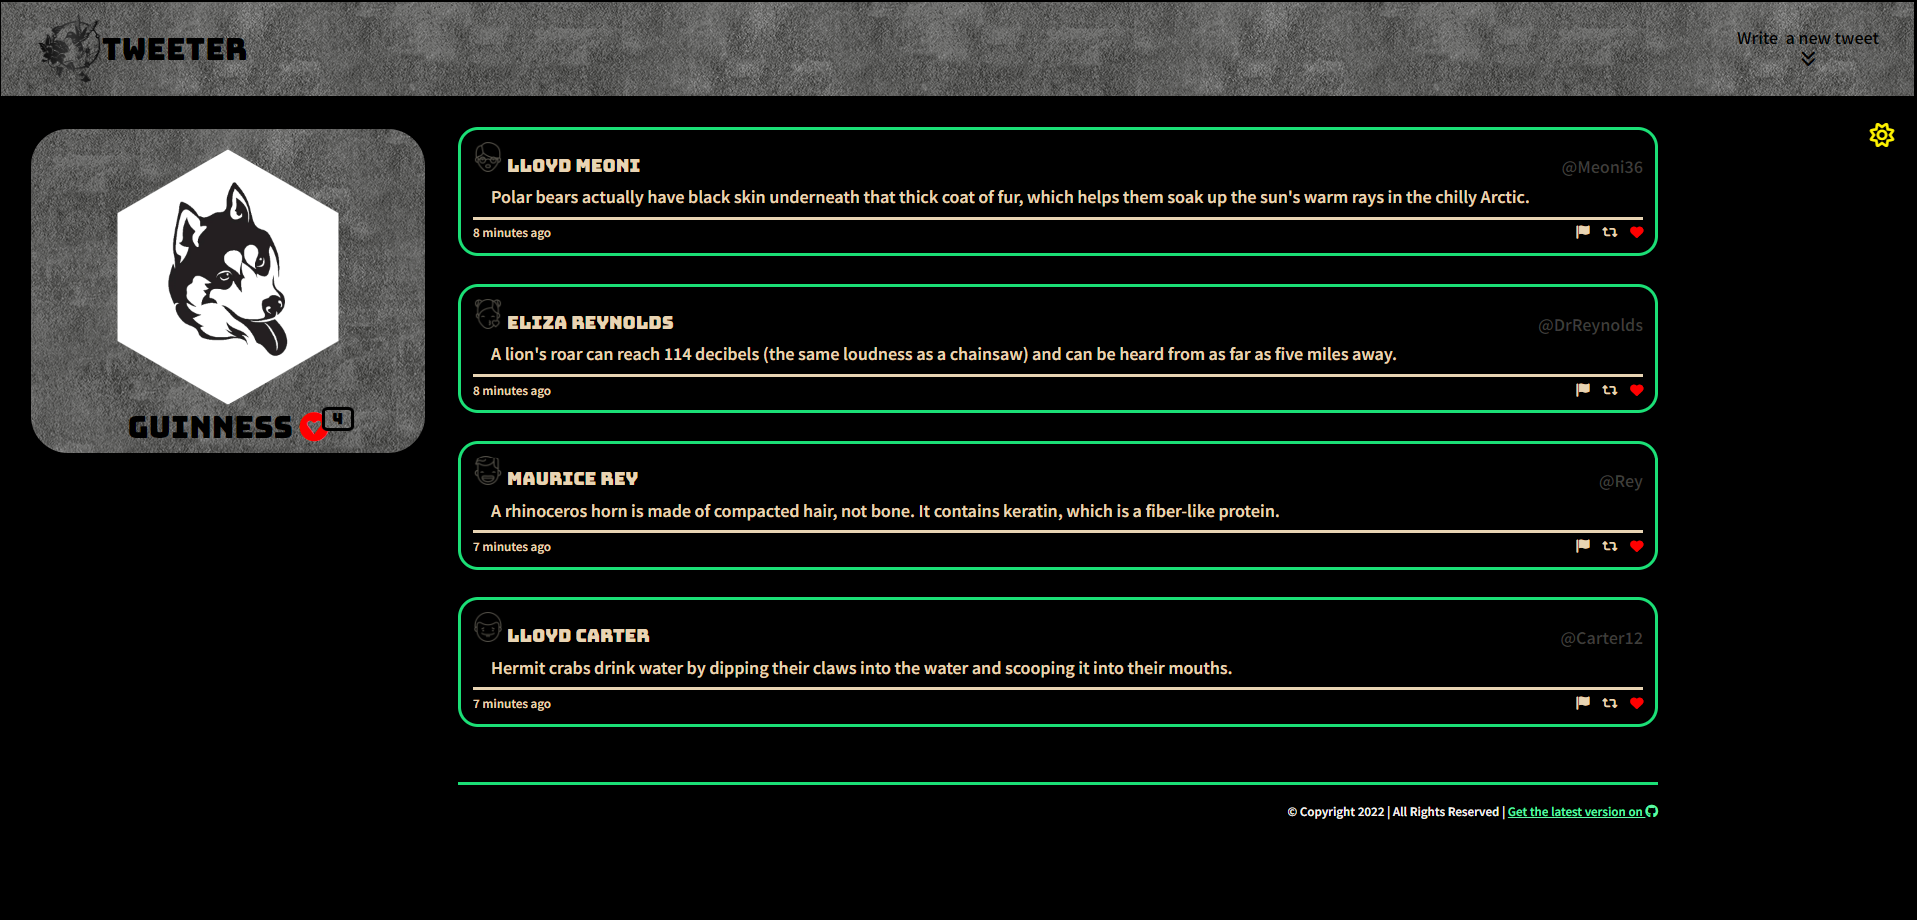 TWEETER
Write a new tweet
GUINNESS 4
LLOYD MEONI @Meoni36
Polar bears actually have black skin underneath that thick coat of fur, which helps them soak up the sun's warm rays in the chilly Arctic.
8 minutes ago
ELIZA REYNOLDS @DrReynolds
A lion's roar can reach 114 decibels (the same loudness as a chainsaw) and can be heard from as far as five miles away.
8 minutes ago
MAURICE REY @Rey
A rhinoceros horn is made of compacted hair, not bone. It contains keratin, which is a fiber-like protein.
7 minutes ago
LLOYD CARTER @Carter12
Hermit crabs drink water by dipping their claws into the water and scooping it into their mouths.
7 minutes ago
© Copyright 2022 | All Rights Reserved | Get the latest version on